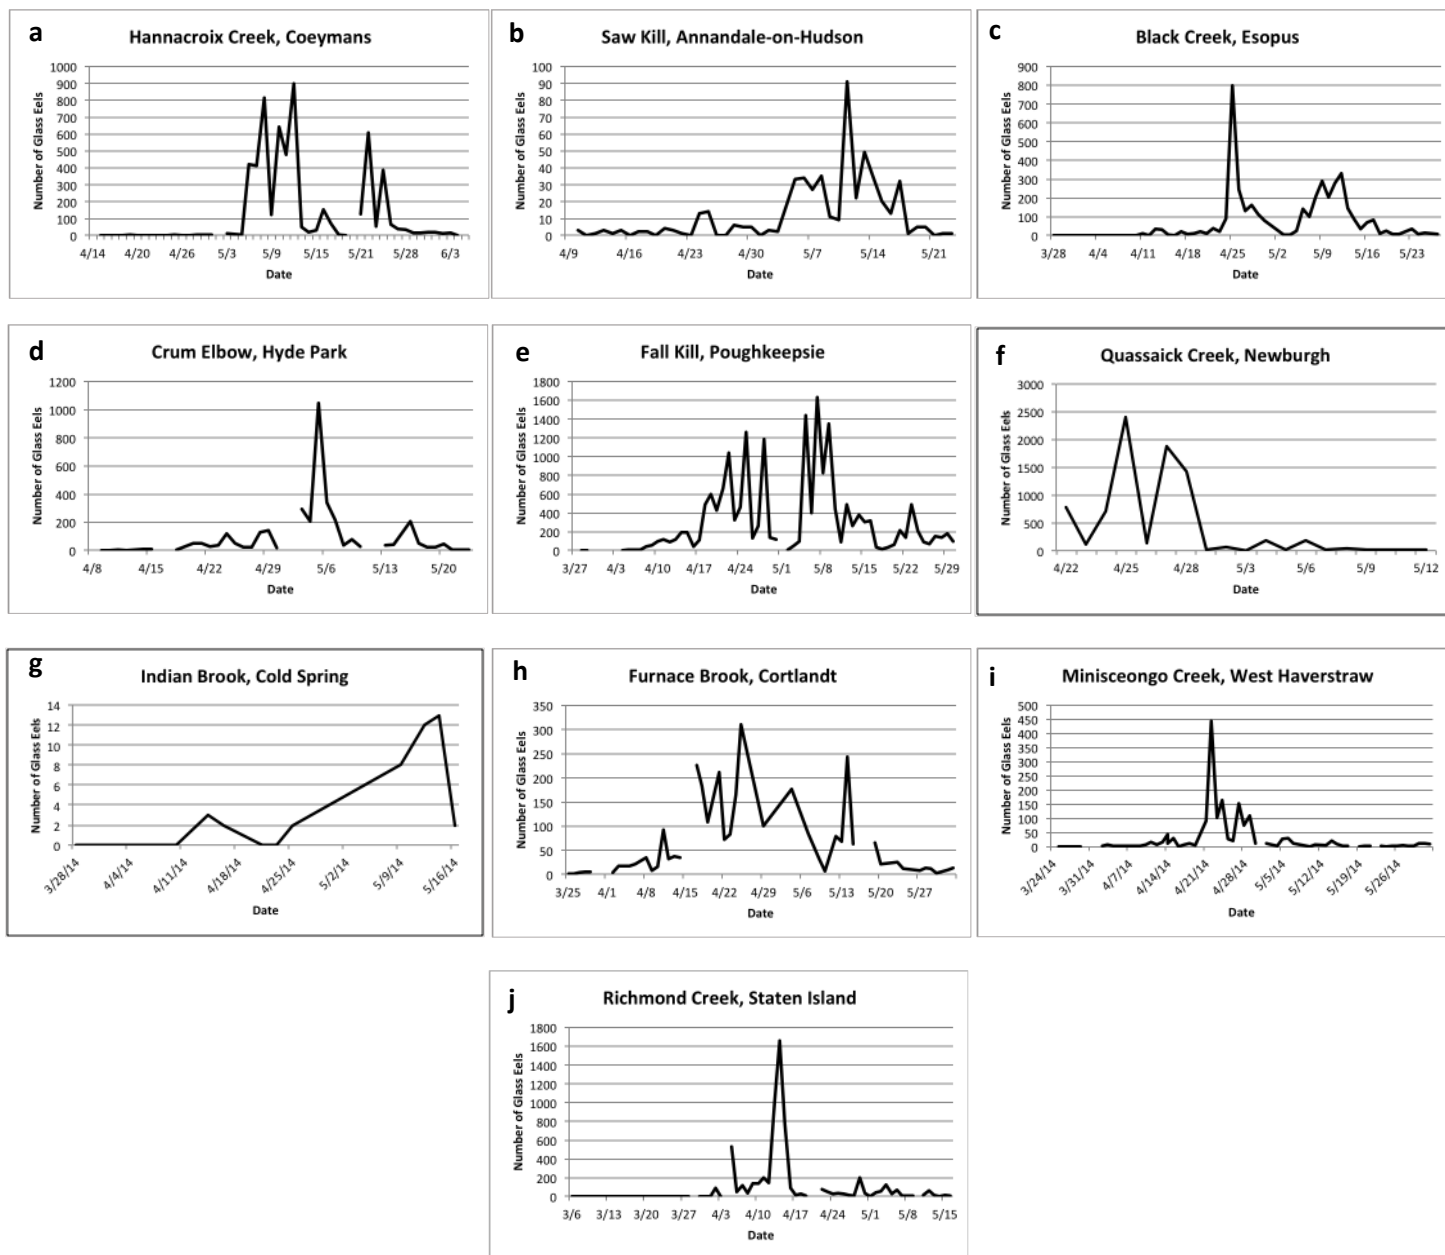 a
Hannacroix Creek, Coeymans
Number of Glass Eels
1000
900
800
700
600
500
400
300
200
100
0
4/14 4/20 4/26 5/3 5/9 5/15 5/21 5/28 6/3
Date
b
Saw Kill, Annandale-on-Hudson
Number of Glass Eels
100
90
80
70
60
50
40
30
20
10
0
4/9 4/16 4/23 4/30 5/7 5/14 5/21
Date
c
Black Creek, Esopus
Number of Glass Eels
900
800
700
600
500
400
300
200
100
0
3/28 4/4 4/11 4/18 4/25 5/2 5/9 5/16 5/23
Date
d
Crum Elbow, Hyde Park
Number of Glass Eels
1200
1000
800
600
400
200
0
4/8 4/15 4/22 4/29 5/6 5/13 5/20
Date
e
Fall Kill, Poughkeepsie
Number of Glass Eels
1800
1600
1400
1200
1000
800
600
400
200
0
3/27 4/3 4/10 4/17 4/24 5/1 5/8 5/15 5/22 5/29
Date
f
Quassaick Creek, Newburgh
Number of Glass Eels
3000
2500
2000
1500
1000
500
0
4/22 4/25 4/28 5/3 5/6 5/9 5/12
Date
g
Indian Brook, Cold Spring
Number of Glass Eels
14
12
10
8
6
4
2
0
3/28/14 4/4/14 4/11/14 4/18/14 4/25/14 5/2/14 5/9/14 5/16/14
Date
h
Furnace Brook, Cortlandt
Number of Glass Eels
350
300
250
200
150
100
50
0
3/25 4/1 4/8 4/15 4/22 4/29 5/6 5/13 5/20 5/27
Date
i
Minisceongo Creek, West Haverstraw
Number of Glass Eels
500
450
400
350
300
250
200
150
100
50
0
3/24/14 3/31/14 4/7/14 4/14/14 4/21/14 4/28/14 5/5/14 5/12/14 5/19/14 5/26/14
Date
j
Richmond Creek, Staten Island
Number of Glass Eels
1800
1600
1400
1200
1000
800
600
400
200
0
3/6 3/13 3/20 3/27 4/3 4/10 4/17 4/24 5/1 5/8 5/15
Date